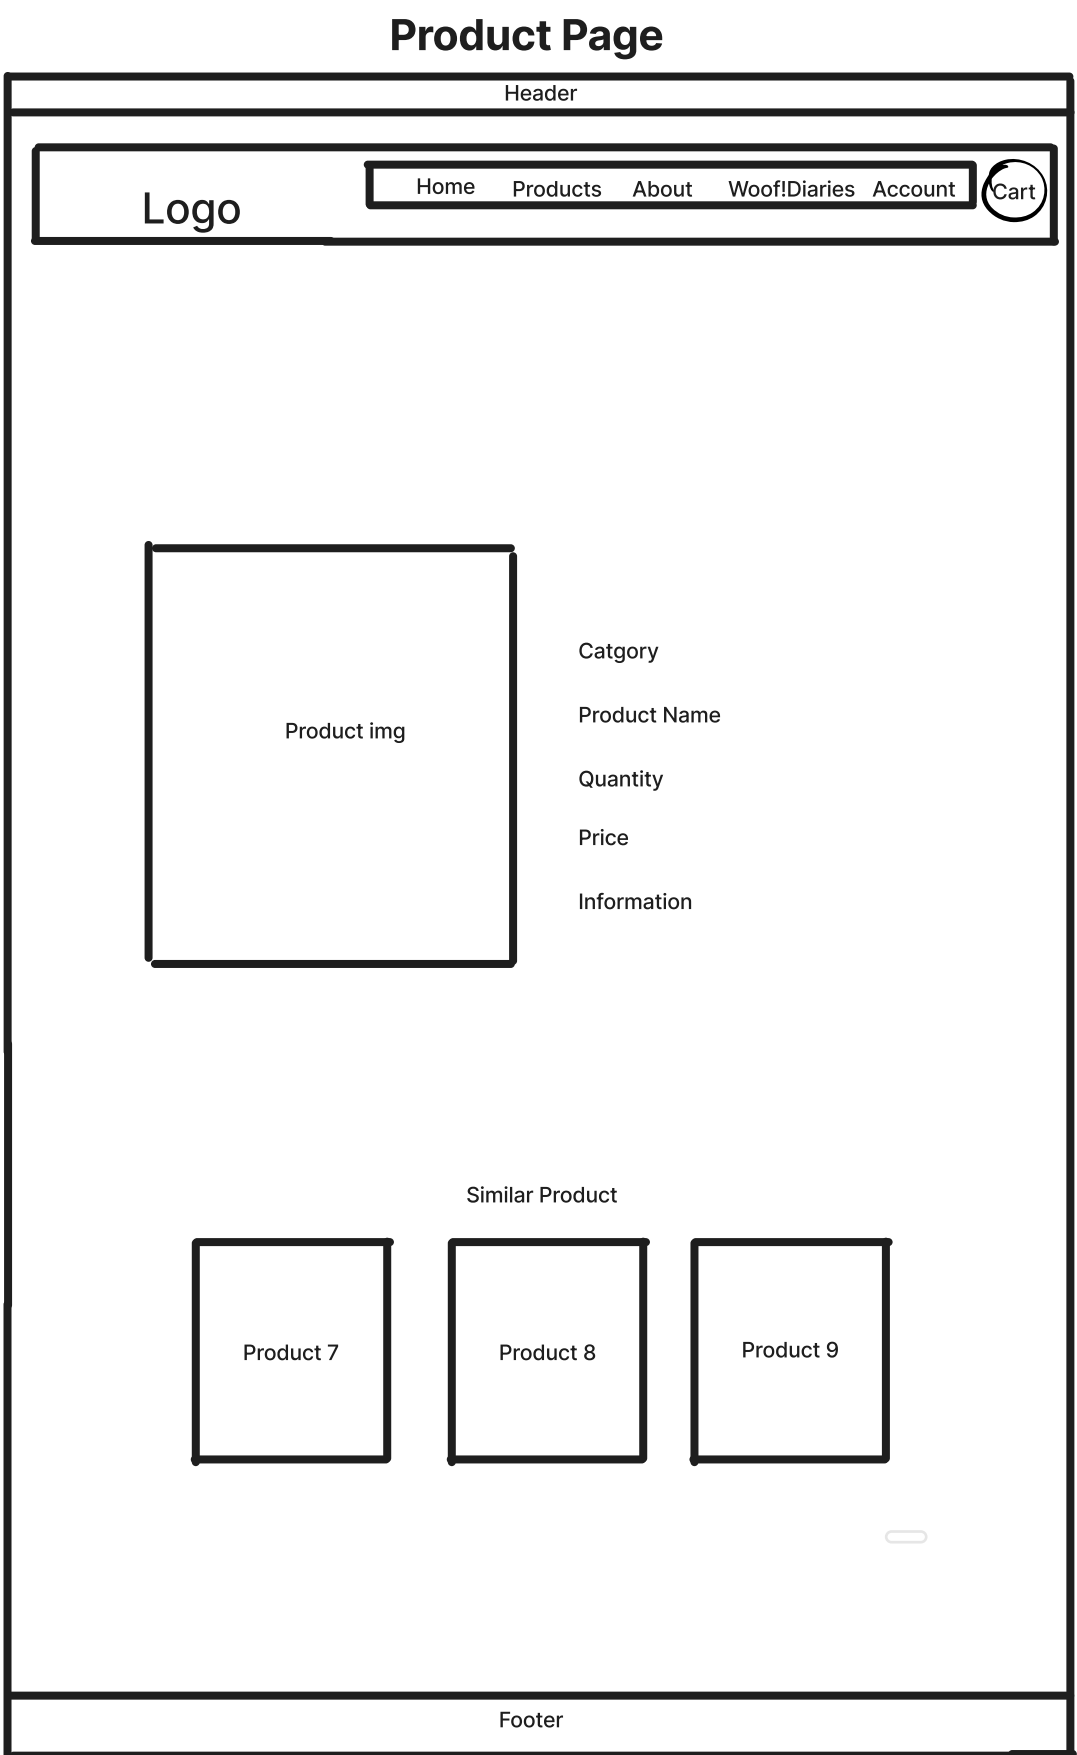 Product Page
Header
Logo
Home Products About Woof!Diaries Account
Cart
Product img
Catgory
Product Name
Quantity
Price
Information
Similar Product
Product 7
Product 8
Product 9
Footer